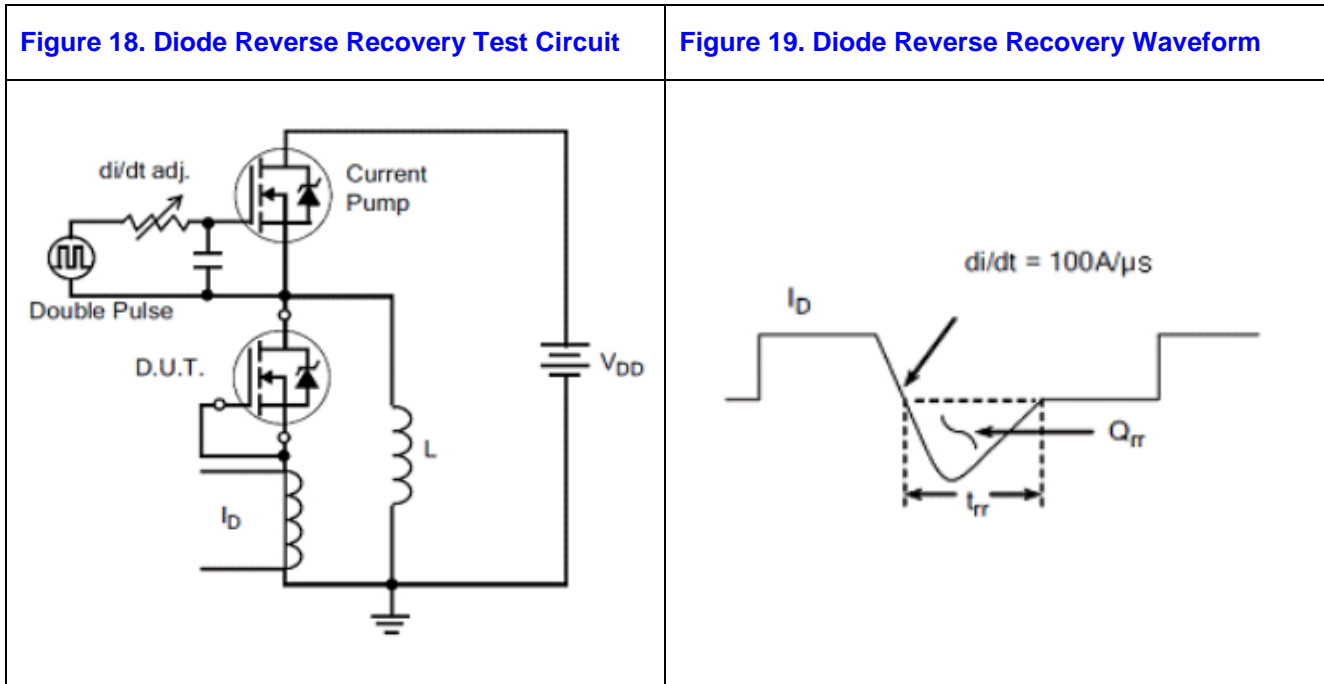 Figure 18. Diode Reverse Recovery Test Circuit
Figure 19. Diode Reverse Recovery Waveform
di/dt adj.
Current
Pump
Double Pulse
D.U.T.
VDD
L
ID
di/dt = 100A/µs
ID
Qrr
trr